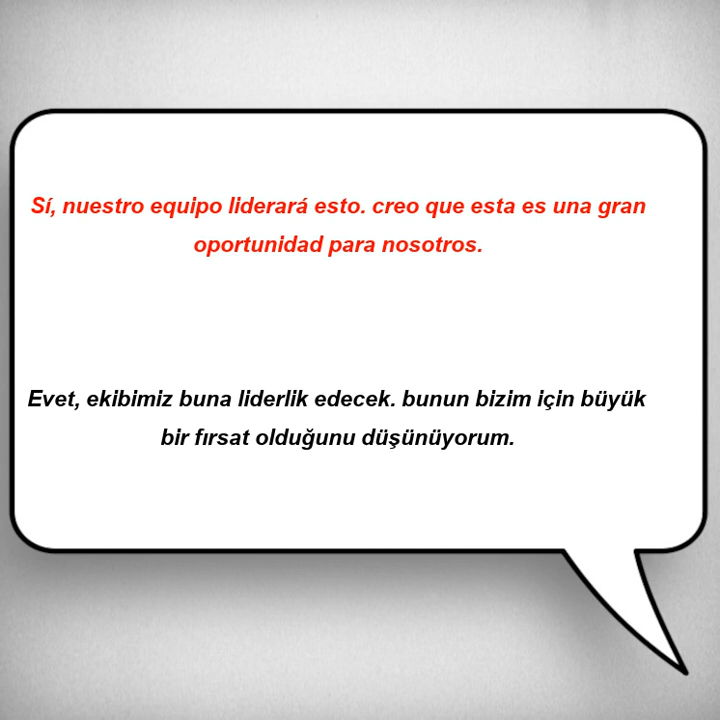 Sí, nuestro equipo liderará esto. creo que esta es una gran
oportunidad para nosotros.
Evet, ekibimiz buna liderlik edecek. bunun bizim için büyük
bir fırsat olduğunu düşünüyorum.